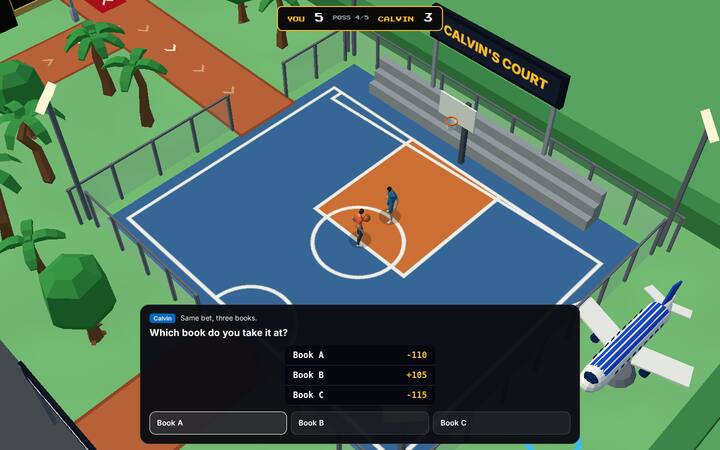 YOU 5 POSS 4/5 CALVIN 3
CALVIN'S COURT
Calvin Same bet, three books.
Which book do you take it at?
Book A -110
Book B +105
Book C -115
Book A Book B Book C